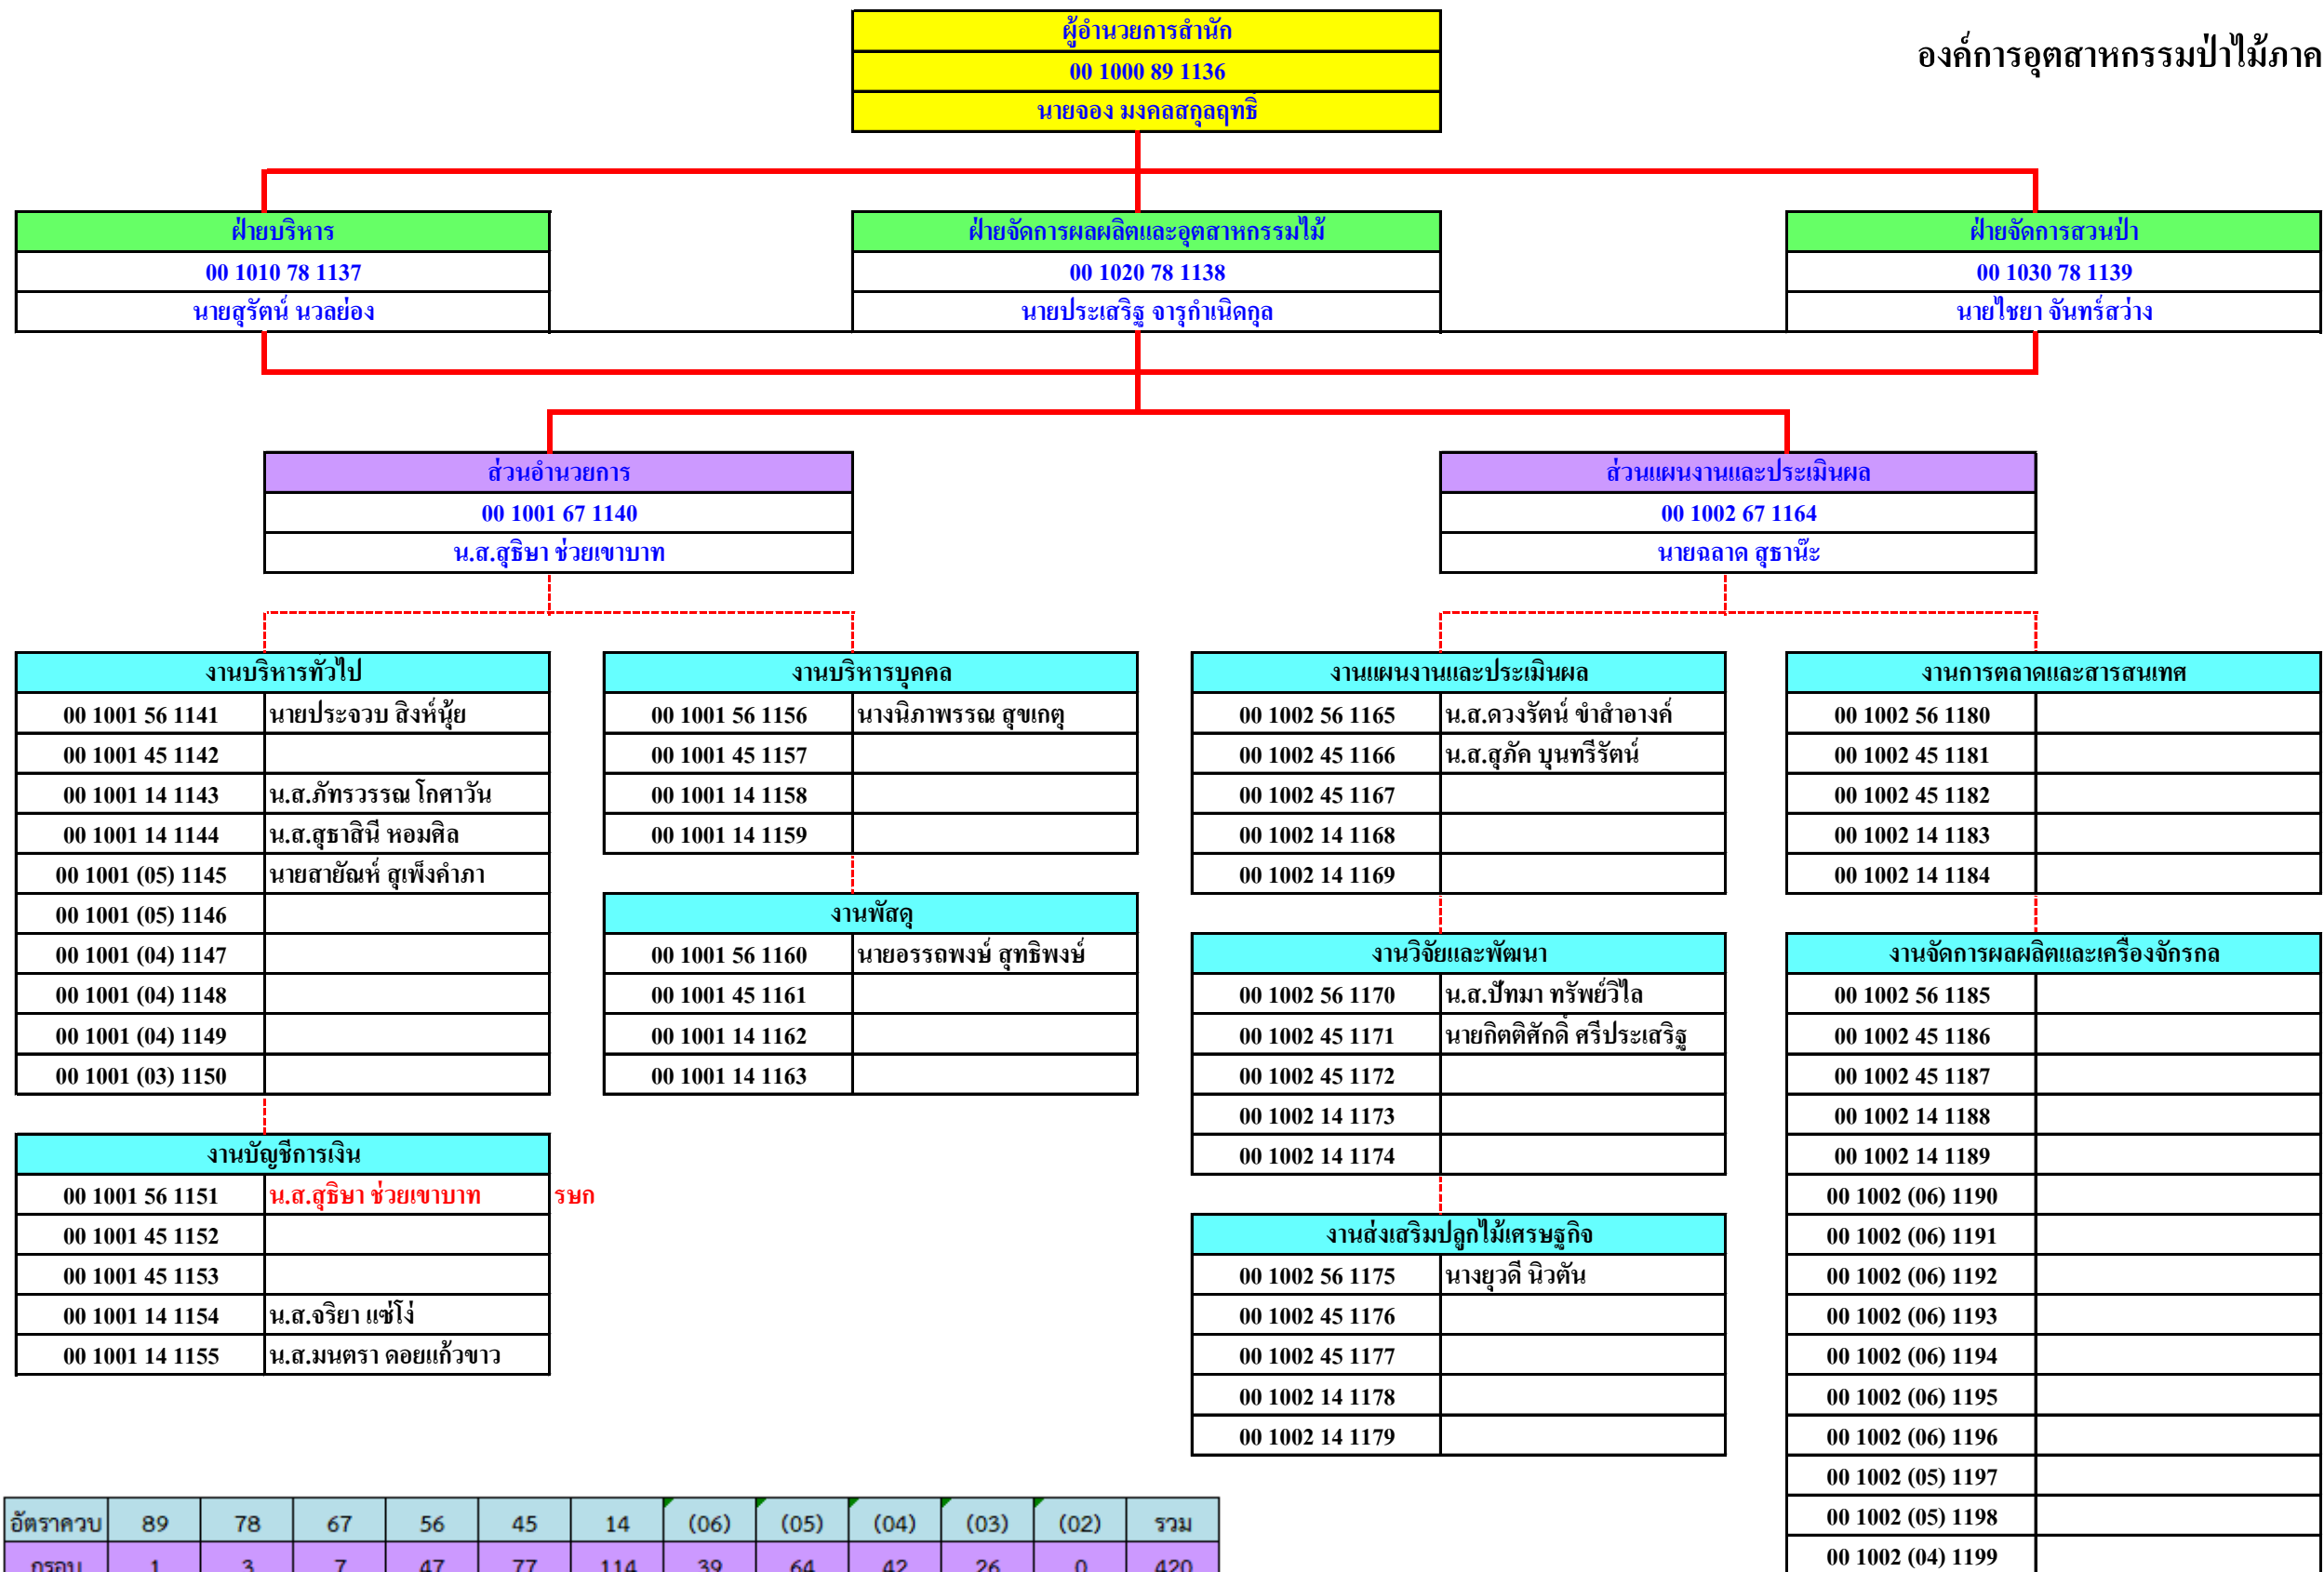 ผู้อำนวยการสำนัก
00 1000 89 1136
นายจอง มงคลสกุลฤทธิ์
องค์การอุตสาหกรรมป่าไม้ภาค
ฝ่ายบริหาร
00 1010 78 1137
นายสุรัตน์ นวลย่อง
ฝ่ายจัดการผลผลิตและอุตสาหกรรมไม้
00 1020 78 1138
นายประเสริฐ จารุกำเนิดกุล
ฝ่ายจัดการสวนป่า
00 1030 78 1139
นายไชยา จันทร์สว่าง
ส่วนอำนวยการ
00 1001 67 1140
น.ส.สุธิษา ช่วยเขาบาท
ส่วนแผนงานและประเมินผล
00 1002 67 1164
นายฉลาด สุธานั๊ะ
งานบริหารทั่วไป
00 1001 56 1141 นายประจวบ สิงห์นุ้ย
00 1001 45 1142
00 1001 14 1143 น.ส.ภัทรวรรณ โกศาวัน
00 1001 14 1144 น.ส.สุธาสินี หอมศิล
00 1001 (05) 1145 นายสายัณห์ สุเพ็งคำภา
00 1001 (05) 1146
00 1001 (04) 1147
00 1001 (04) 1148
00 1001 (04) 1149
00 1001 (03) 1150
งานบัญชีการเงิน
00 1001 56 1151 น.ส.สุธิษา ช่วยเขาบาท รษก
00 1001 45 1152
00 1001 45 1153
00 1001 14 1154 น.ส.จริยา แซ่โง่
00 1001 14 1155 น.ส.มนตรา ดอยแก้วขาว
งานบริหารบุคคล
00 1001 56 1156 นางนิภาพรรณ สุขเกตุ
00 1001 45 1157
00 1001 14 1158
00 1001 14 1159
งานพัสดุ
00 1001 56 1160 นายอรรถพงษ์ สุทธิพงษ์
00 1001 45 1161
00 1001 14 1162
00 1001 14 1163
งานแผนงานและประเมินผล
00 1002 56 1165 น.ส.ดวงรัตน์ ขำสำอางค์
00 1002 45 1166 น.ส.สุภัค บุนทรีรัตน์
00 1002 45 1167
00 1002 14 1168
00 1002 14 1169
งานวิจัยและพัฒนา
00 1002 56 1170 น.ส.ปัทมา ทรัพย์วิไล
00 1002 45 1171 นายกิตติศักดิ์ ศรีประเสริฐ
00 1002 45 1172
00 1002 14 1173
00 1002 14 1174
งานส่งเสริมปลูกไม้เศรษฐกิจ
00 1002 56 1175 นางยุวดี นิวตัน
00 1002 45 1176
00 1002 45 1177
00 1002 14 1178
00 1002 14 1179
งานการตลาดและสารสนเทศ
00 1002 56 1180
00 1002 45 1181
00 1002 45 1182
00 1002 14 1183
00 1002 14 1184
งานจัดการผลผลิตและเครื่องจักรกล
00 1002 56 1185
00 1002 45 1186
00 1002 45 1187
00 1002 14 1188
00 1002 14 1189
00 1002 (06) 1190
00 1002 (06) 1191
00 1002 (06) 1192
00 1002 (06) 1193
00 1002 (06) 1194
00 1002 (06) 1195
00 1002 (06) 1196
00 1002 (05) 1197
00 1002 (05) 1198
00 1002 (04) 1199
อัตราควบ 89 78 67 56 45 14 (06) (05) (04) (03) (02) รวม
กรอบ 1 3 7 47 77 114 39 64 42 26 0 420